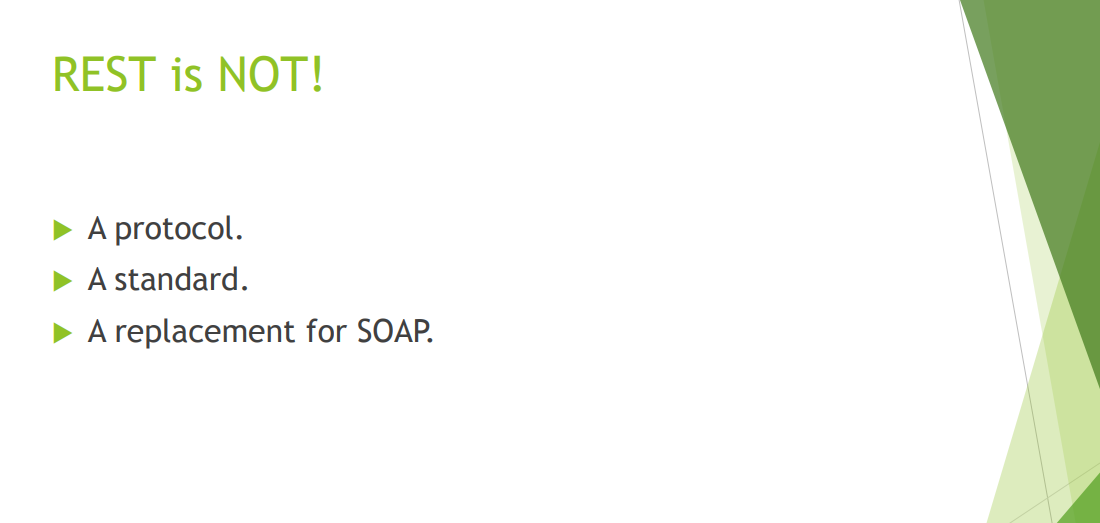 REST is NOT!
A protocol.
A standard.
A replacement for SOAP.